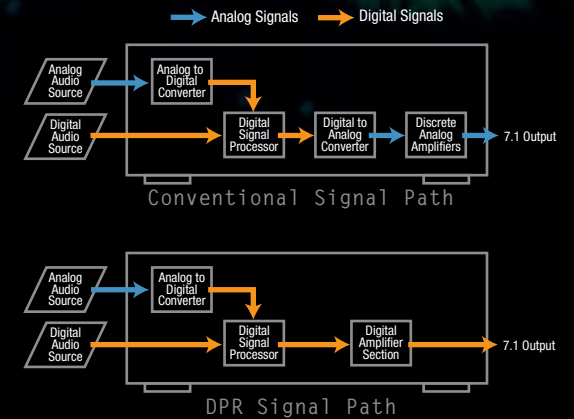 Analog Signals
Digital Signals
Analog
Audio
Source
Analog to
Digital
Converter
Digital
Audio
Source
Digital
Signal
Processor
Digital to
Analog
Converter
Discrete
Analog
Amplifiers
7.1 Output
Conventional Signal Path
Analog
Audio
Source
Analog to
Digital
Converter
Digital
Audio
Source
Digital
Signal
Processor
Digital
Amplifier
Section
7.1 Output
DPR Signal Path